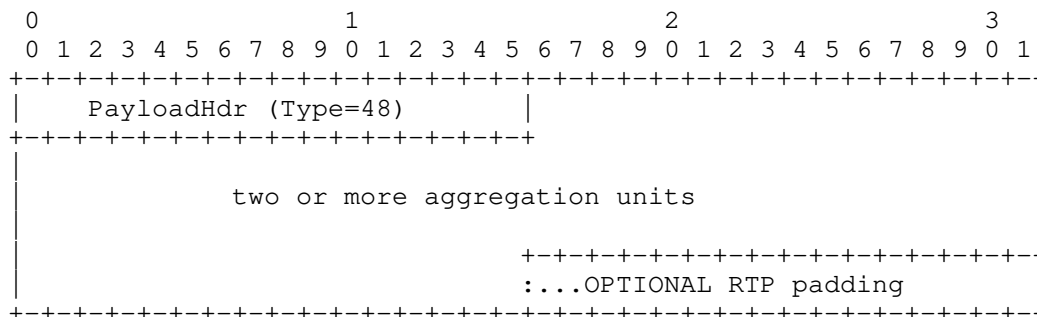 0                   1                   2                   3
 0 1 2 3 4 5 6 7 8 9 0 1 2 3 4 5 6 7 8 9 0 1 2 3 4 5 6 7 8 9 0 1
+-+-+-+-+-+-+-+-+-+-+-+-+-+-+-+-+-+-+-+-+-+-+-+-+-+-+-+-+-+-+-+-
|    PayloadHdr (Type=48)       |
+-+-+-+-+-+-+-+-+-+-+-+-+-+-+-+-+
|
|             two or more aggregation units
|
|                               +-+-+-+-+-+-+-+-+-+-+-+-+-+-+-+-
|                               :...OPTIONAL RTP padding
+-+-+-+-+-+-+-+-+-+-+-+-+-+-+-+-+-+-+-+-+-+-+-+-+-+-+-+-+-+-+-+-